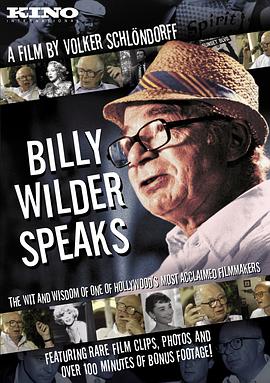 KINO
INTERNATIONAL
A FILM BY VOLKER SCHLÖNDORFF
BILLY
WILDER
SPEAKS
THE WIT AND WISDOM OF ONE OF HOLLYWOOD'S MOST ACCLAIMED FILMMAKERS
FEATURING RARE FILM CLIPS, PHOTOS AND
OVER 100 MINUTES OF BONUS FOOTAGE!